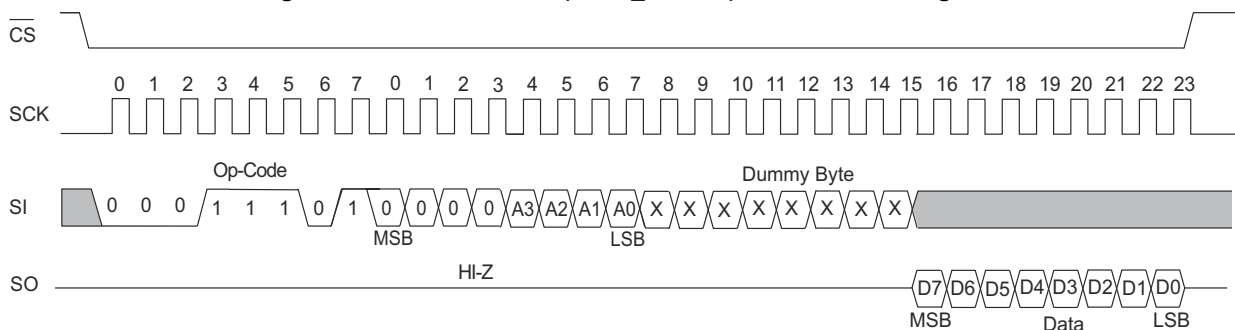 CS
0 1 2 3 4 5 6 7 0 1 2 3 4 5 6 7 8 9 10 11 12 13 14 15 16 17 18 19 20 21 22 23
SCK
Op-Code
Dummy Byte
SI
0 0 0 1 1 1 0 1 0 0 0 0 A3 A2 A1 A0 X X X X X X X X
MSB LSB
HI-Z
SO
D7 D6 D5 D4 D3 D2 D1 D0
MSB Data LSB